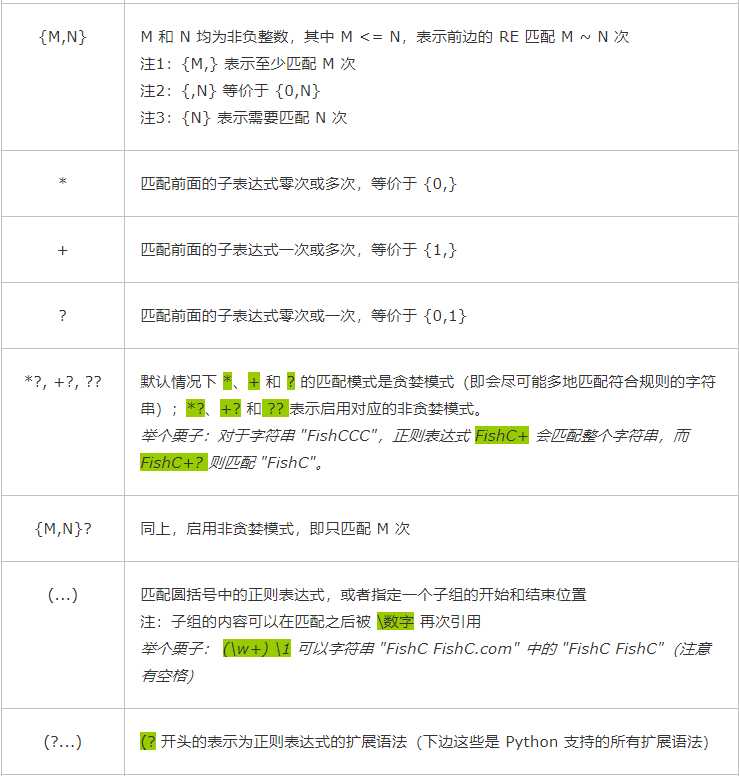 {M,N}
M 和 N 均为非负整数，其中 M <= N，表示前边的 RE 匹配 M ~ N 次
注1：{M,} 表示至少匹配 M 次
注2：{,N} 等价于 {0,N}
注3：{N} 表示需要匹配 N 次
*
匹配前面的子表达式零次或多次，等价于 {0,}
+
匹配前面的子表达式一次或多次，等价于 {1,}
?
匹配前面的子表达式零次或一次，等价于 {0,1}
*?, +?, ??
默认情况下 *、+ 和 ? 的匹配模式是贪婪模式（即会尽可能多地匹配符合规则的字符
串）；*?、+? 和 ?? 表示启用对应的非贪婪模式。
举个栗子：对于字符串 "FishCCC"，正则表达式 FishC+ 会匹配整个字符串，而
FishC+? 则匹配 "FishC"。
{M,N}?
同上，启用非贪婪模式，即只匹配 M 次
(...)
匹配圆括号中的正则表达式，或者指定一个子组的开始和结束位置
注：子组的内容可以在匹配之后被 \数字 再次引用
举个栗子： (\w+) \1 可以字符串 "FishC FishC.com" 中的 "FishC FishC"（注意
有空格）
(?...)
(? 开头的表示为正则表达式的扩展语法（下边这些是 Python 支持的所有扩展语法）